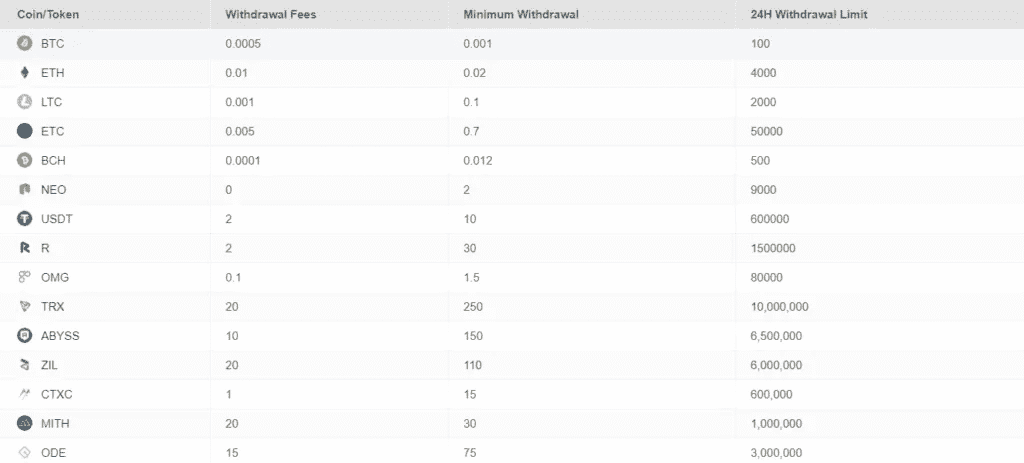 Coin/Token Withdrawal Fees Minimum Withdrawal 24H Withdrawal Limit
BTC 0.0005 0.001 100
ETH 0.01 0.02 4000
LTC 0.001 0.1 2000
ETC 0.005 0.7 50000
BCH 0.0001 0.012 500
NEO 0 2 9000
USDT 2 10 600000
R 2 30 1500000
OMG 0.1 1.5 80000
TRX 20 250 10,000,000
ABYSS 10 150 6,500,000
ZIL 20 110 6,000,000
CTXC 1 15 600,000
MITH 20 30 1,000,000
ODE 15 75 3,000,000